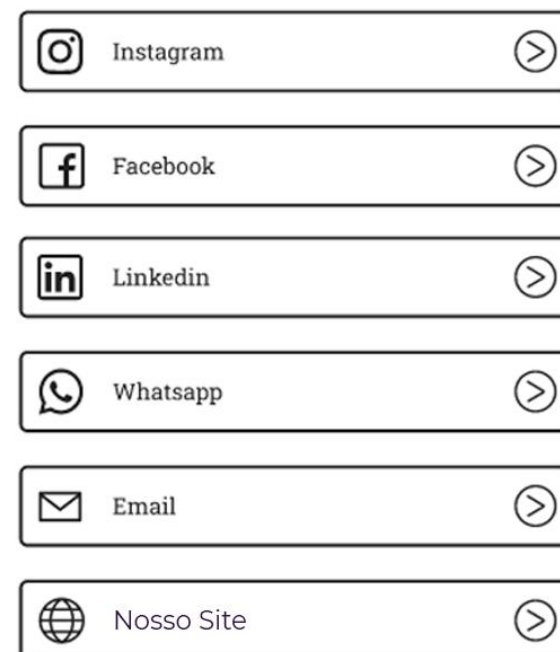 Instagram
Facebook
Linkedin
Whatsapp
Email
Nosso Site